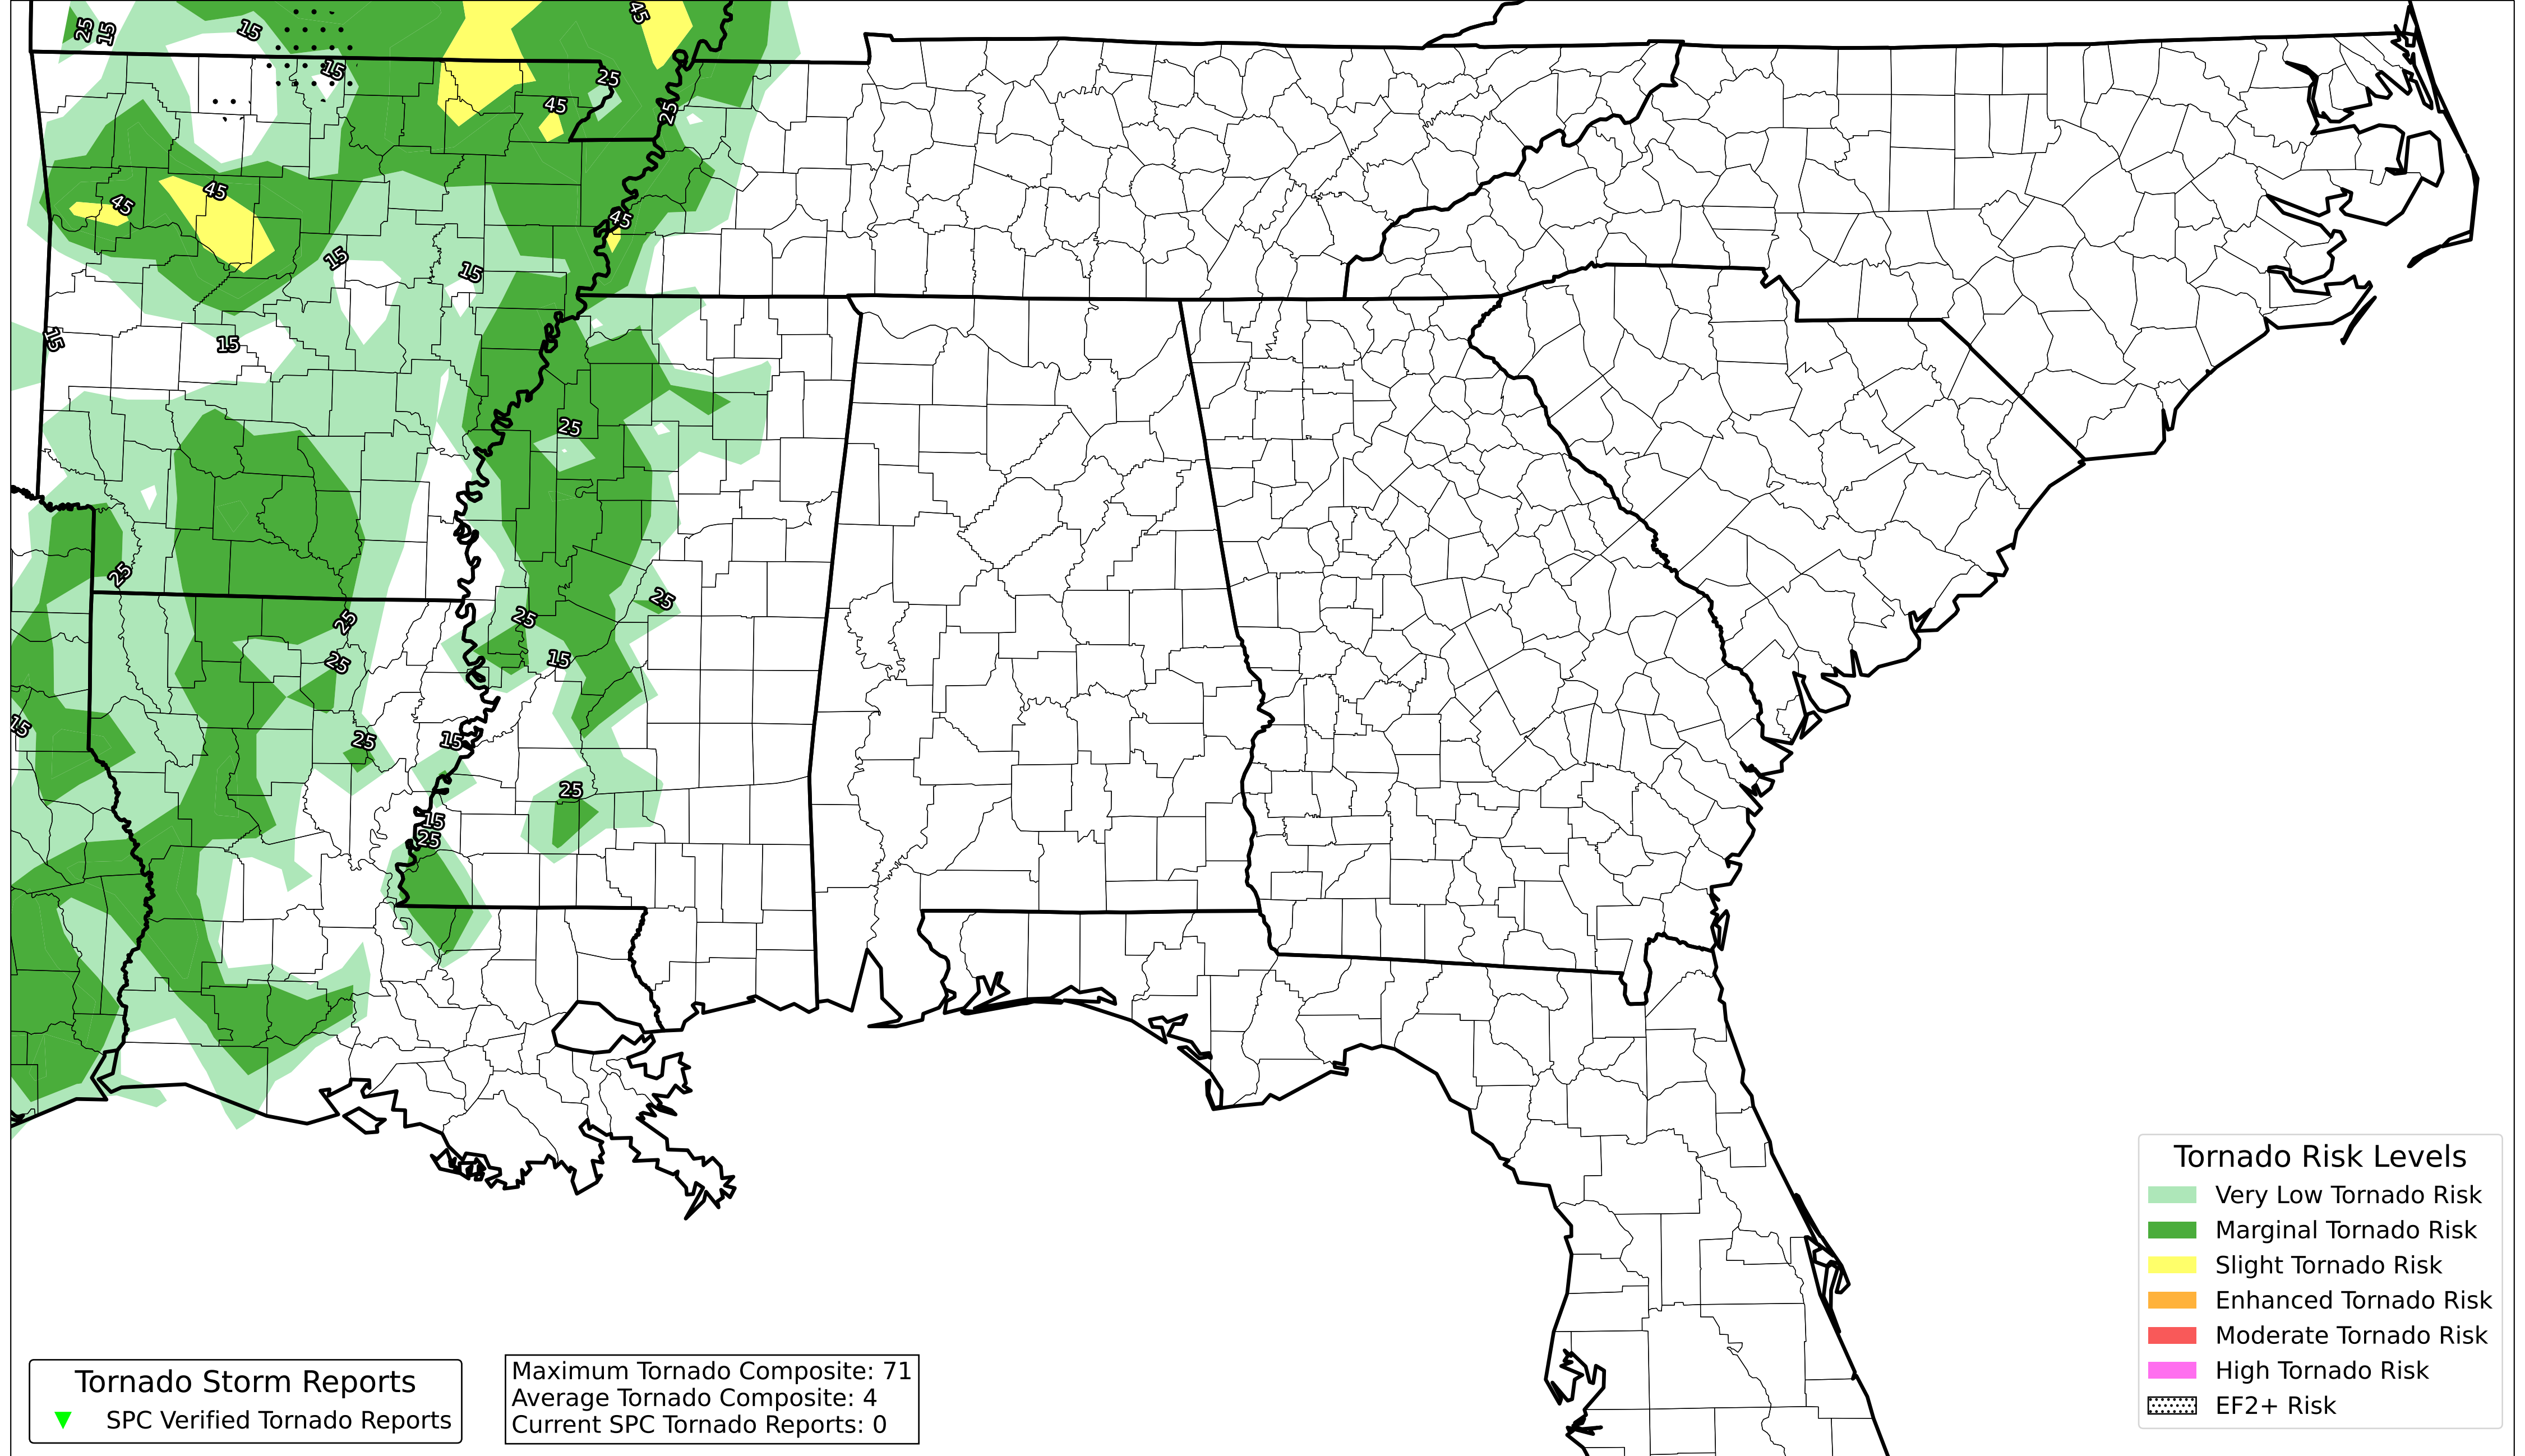 25
15
15
45
15
25
45
25
45
45
45
15
15
15
15
25
25
25
25
25
15
25
15
25
15
25
15
25
Tornado Risk Levels
Very Low Tornado Risk
Marginal Tornado Risk
Slight Tornado Risk
Enhanced Tornado Risk
Moderate Tornado Risk
High Tornado Risk
EF2+ Risk
Tornado Storm Reports
SPC Verified Tornado Reports
Maximum Tornado Composite: 71
Average Tornado Composite: 4
Current SPC Tornado Reports: 0